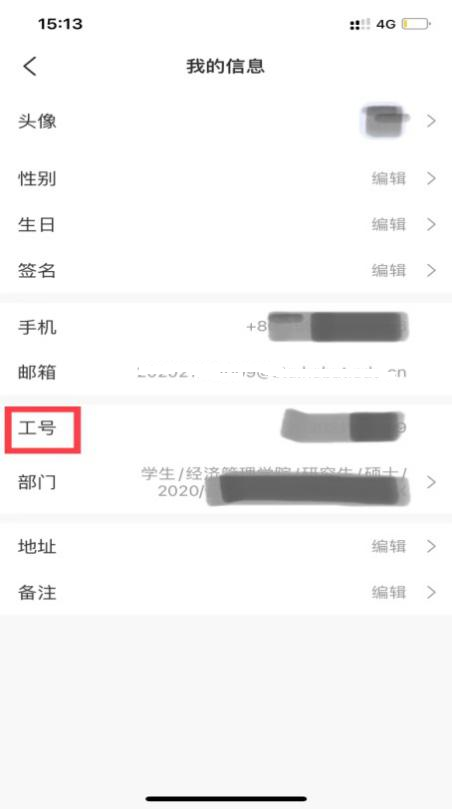 15:13
4G
我的信息
头像
性别 编辑
生日 编辑
签名 编辑
手机 +8
邮箱
工号 9
部门 学生/经济管理学院/研究生/硕士/
2020/
地址 编辑
备注 编辑